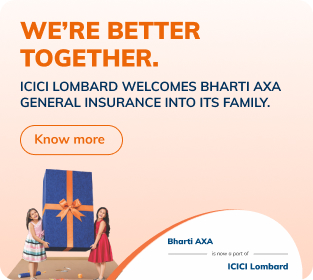 WE'RE BETTER
TOGETHER.
ICICI LOMBARD WELCOMES BHARTI AXA
GENERAL INSURANCE INTO ITS FAMILY.
Know more
Bharti AXA
is now a part of
ICICI Lombard